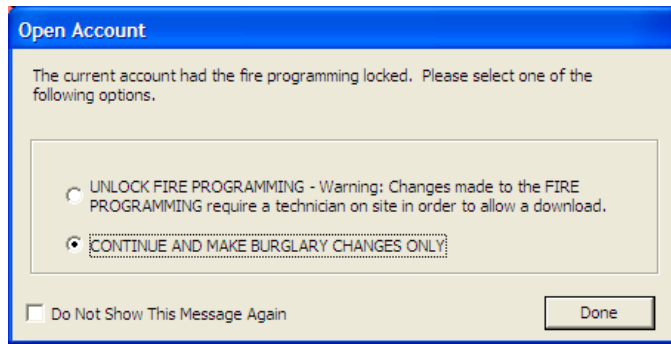 Open Account
The current account had the fire programming locked.  Please select one of the
following options.
UNLOCK FIRE PROGRAMMING - Warning: Changes made to the FIRE
PROGRAMMING require a technician on site in order to allow a download.
CONTINUE AND MAKE BURGLARY CHANGES ONLY
Do Not Show This Message Again
Done